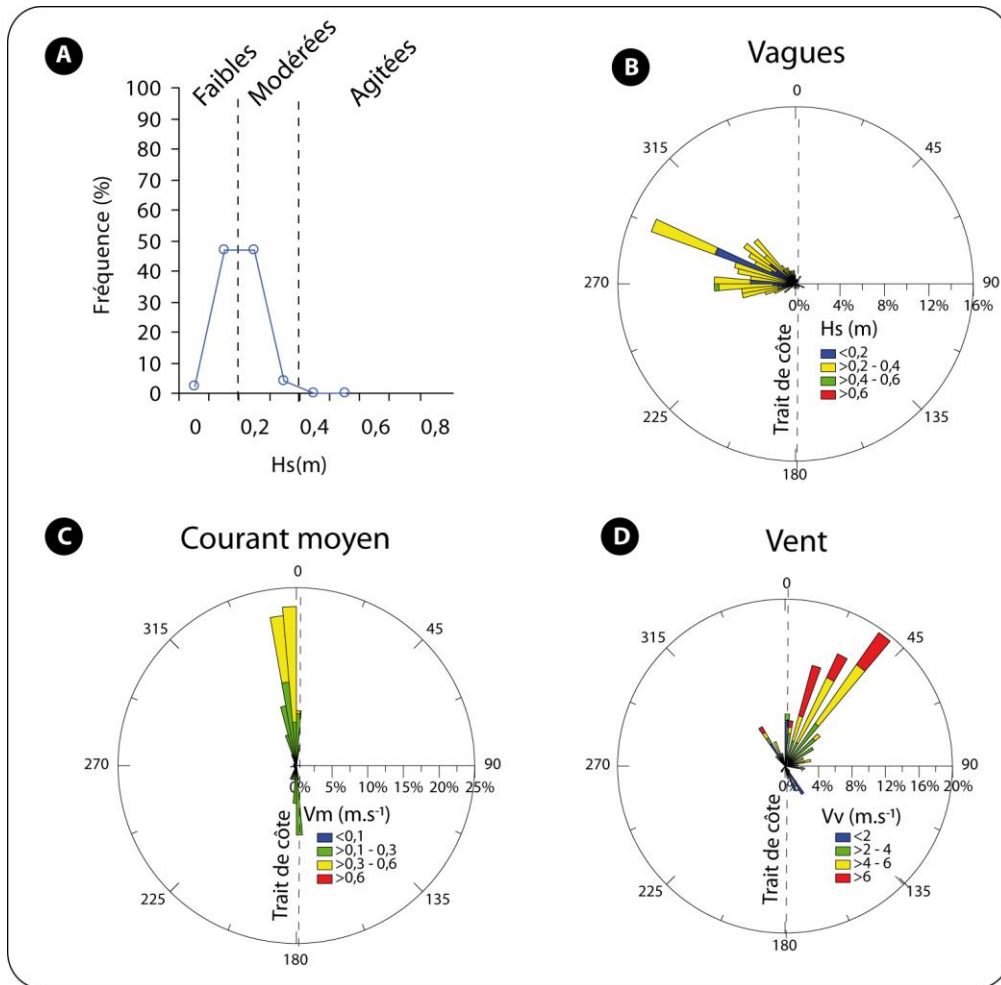 A
Faibles
Modérées
Agitées
100
90
80
70
60
50
40
30
20
10
0
Fréquence (%)
0 0,2 0,4 0,6 0,8
Hs(m)
B
Vagues
0
45
90
135
180
225
270
315
0% 4% 8% 12% 16%
Trait de côte
Hs (m)
<0,2
>0,2 - 0,4
>0,4 - 0,6
>0,6
C
Courant moyen
0
45
90
135
180
225
270
315
0% 5% 10% 15% 20% 25%
Trait de côte
Vm (m.s⁻¹)
<0,1
>0,1 - 0,3
>0,3 - 0,6
>0,6
D
Vent
0
45
90
135
180
225
270
315
0% 4% 8% 12% 16% 20%
Trait de côte
Vv (m.s⁻¹)
<2
>2 - 4
>4 - 6
>6